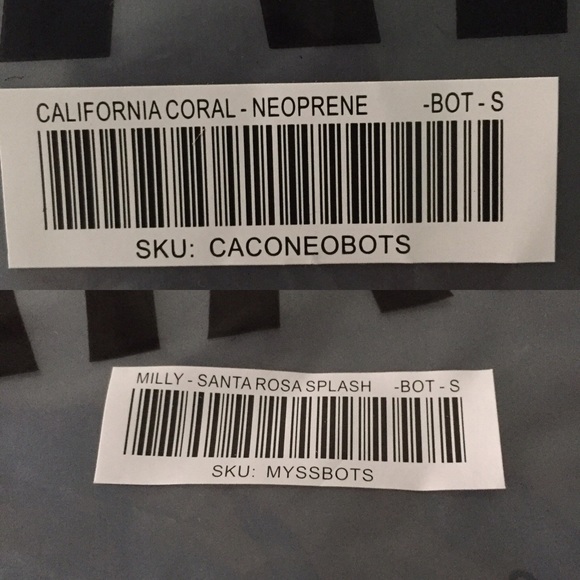 CALIFORNIA CORAL - NEOPRENE -BOT - S
SKU: CACONEOBOTS
MILLY - SANTA ROSA SPLASH -BOT - S
SKU: MYSSBOTS